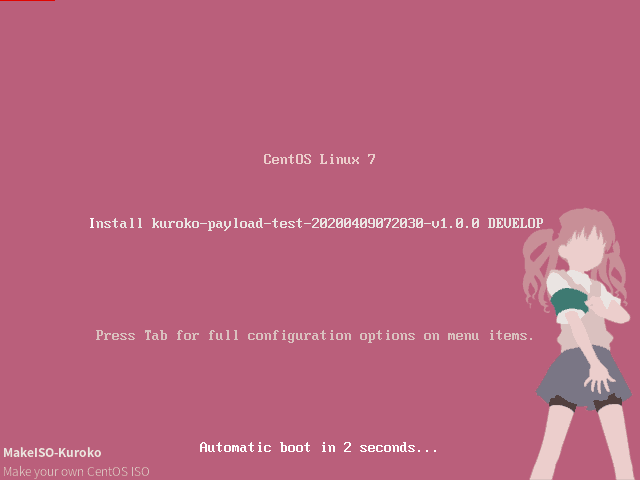 CentOS Linux 7
Install kuroko-payload-test-20200409072030-v1.0.0 DEVELOP
Press Tab for full configuration options on menu items.
Automatic boot in 2 seconds...
MakeISO-Kuroko
Make your own CentOS ISO